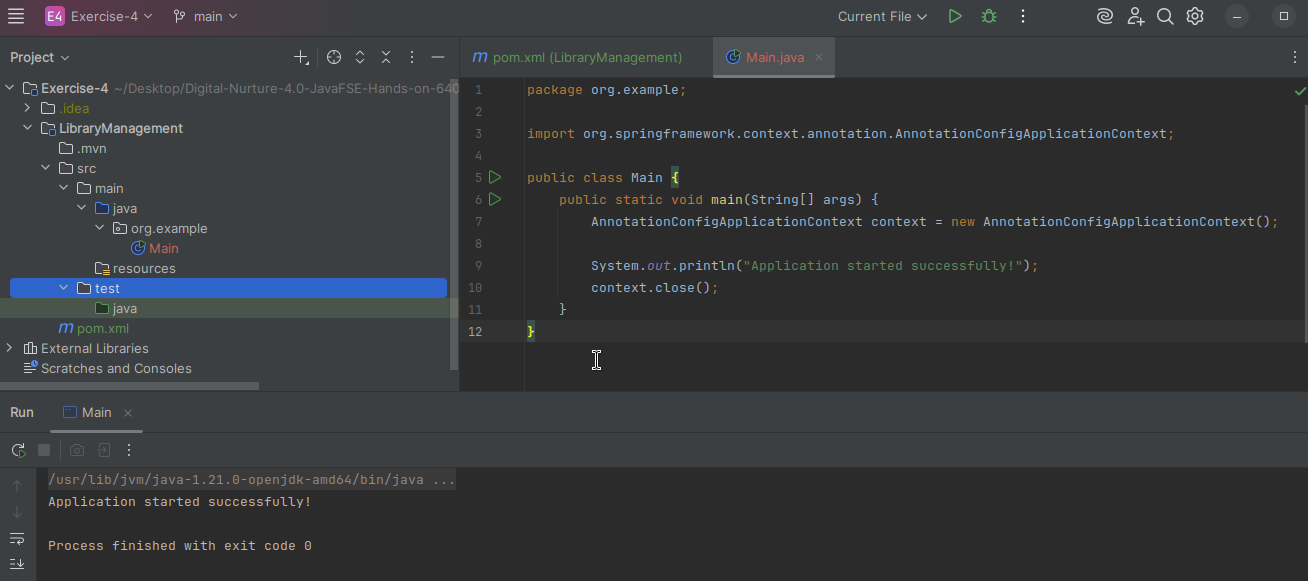 E4 Exercise-4 main Current File
Project
pom.xml (LibraryManagement) Main.java
Exercise-4 ~/Desktop/Digital-Nurture-4.0-JavaFSE-Hands-on-640
.idea
LibraryManagement
.mvn
src
main
java
org.example
Main
resources
test
java
pom.xml
External Libraries
Scratches and Consoles
1 package org.example;
2
3 import org.springframework.context.annotation.AnnotationConfigApplicationContext;
4
5 public class Main {
6 public static void main(String[] args) {
7 AnnotationConfigApplicationContext context = new AnnotationConfigApplicationContext();
8
9 System.out.println("Application started successfully!");
10 context.close();
11 }
12 }
Run Main
/usr/lib/jvm/java-1.21.0-openjdk-amd64/bin/java ...
Application started successfully!
Process finished with exit code 0